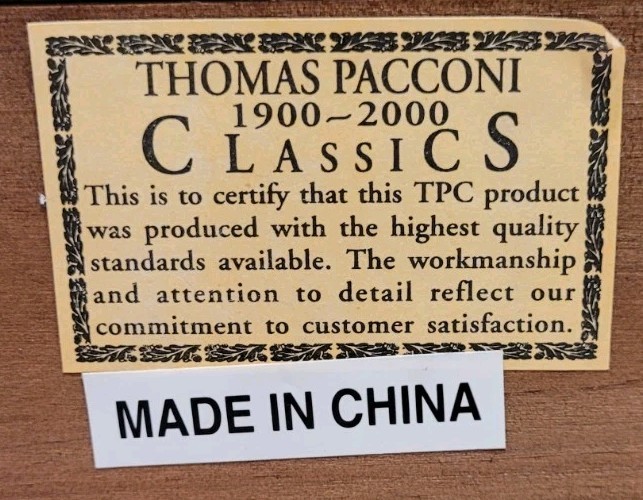 THOMAS PACCONI
1900~2000
CLASSICS
This is to certify that this TPC product
was produced with the highest quality
standards available. The workmanship
and attention to detail reflect our
commitment to customer satisfaction.
MADE IN CHINA